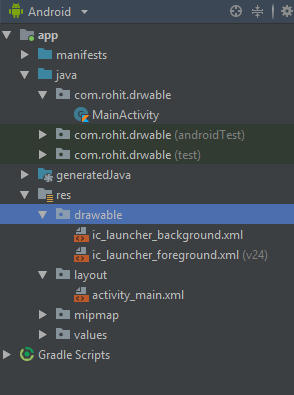 Android
app
manifests
java
com.rohit.drwable
MainActivity
com.rohit.drwable (androidTest)
com.rohit.drwable (test)
generatedJava
res
drawable
ic_launcher_background.xml
ic_launcher_foreground.xml (v24)
layout
activity_main.xml
mipmap
values
Gradle Scripts